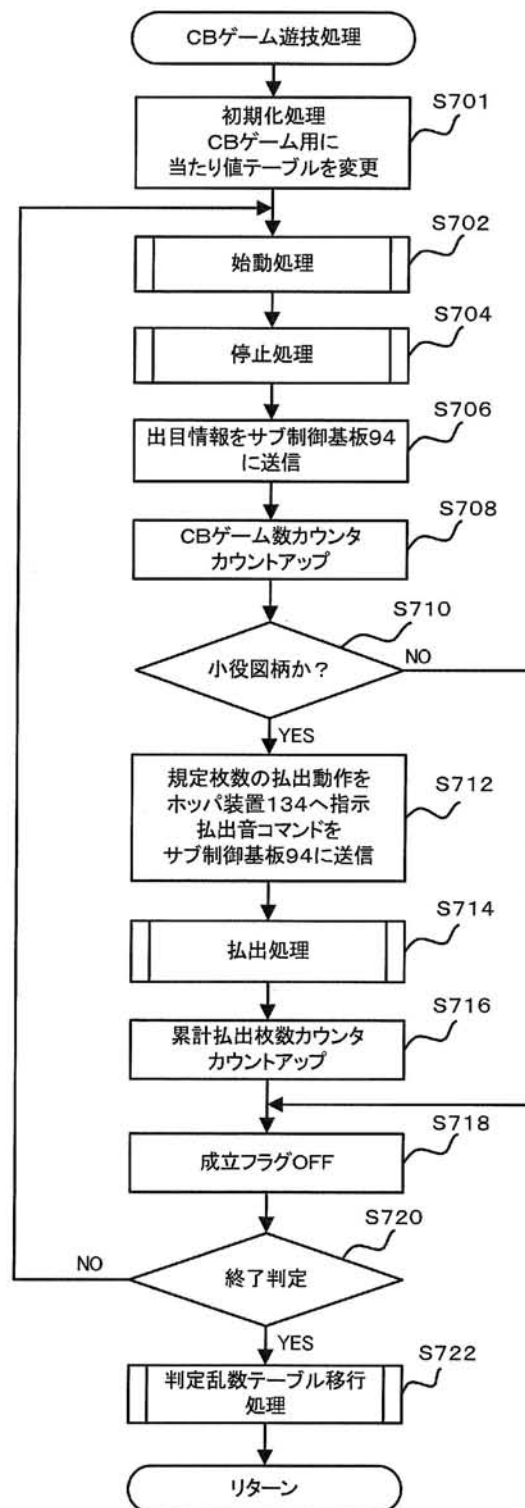 CBゲーム遊技処理
S701
初期化処理
CBゲーム用に
当たり値テーブルを変更
S702
始動処理
S704
停止処理
S706
出目情報をサブ制御基板94
に送信
S708
CBゲーム数カウンタ
カウントアップ
S710
小役図柄か?
NO
YES
S712
規定枚数の払出動作を
ホッパ装置134へ指示
払出音コマンドを
サブ制御基板94に送信
S714
払出処理
S716
累計払出枚数カウンタ
カウントアップ
S718
成立フラグOFF
S720
NO
終了判定
YES
S722
判定乱数テーブル移行
処理
リターン